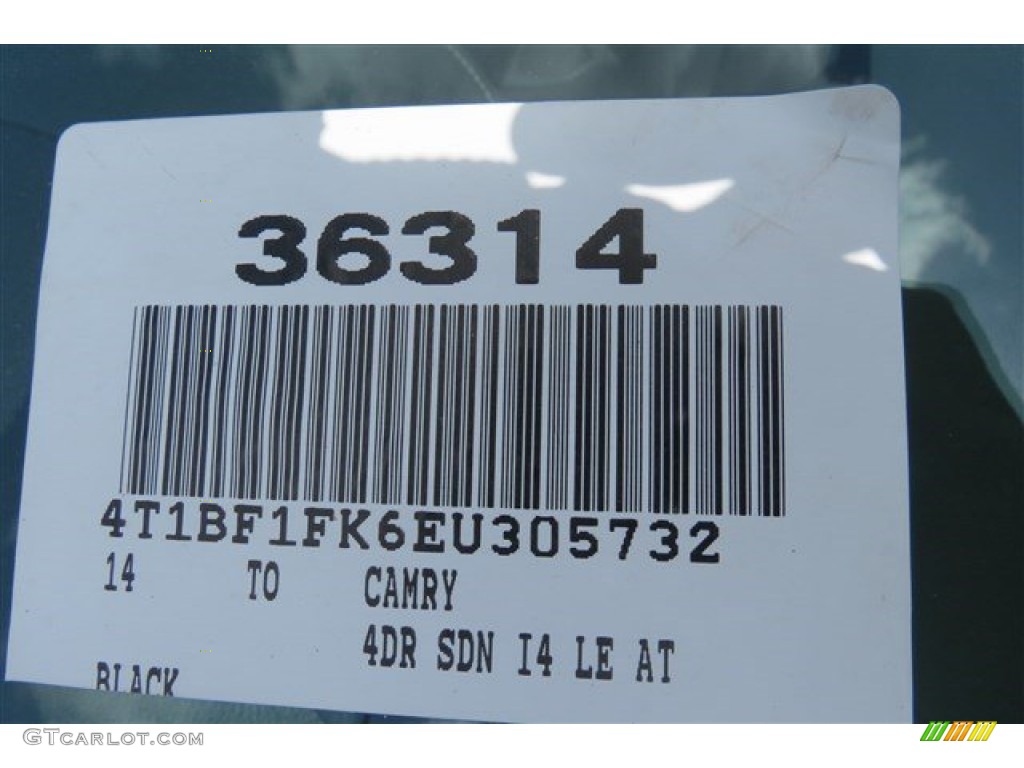 36314
4T1BF1FK6EU305732
14 TO CAMRY
4DR SDN I4 LE AT
BLACK
GTCARLOT.COM